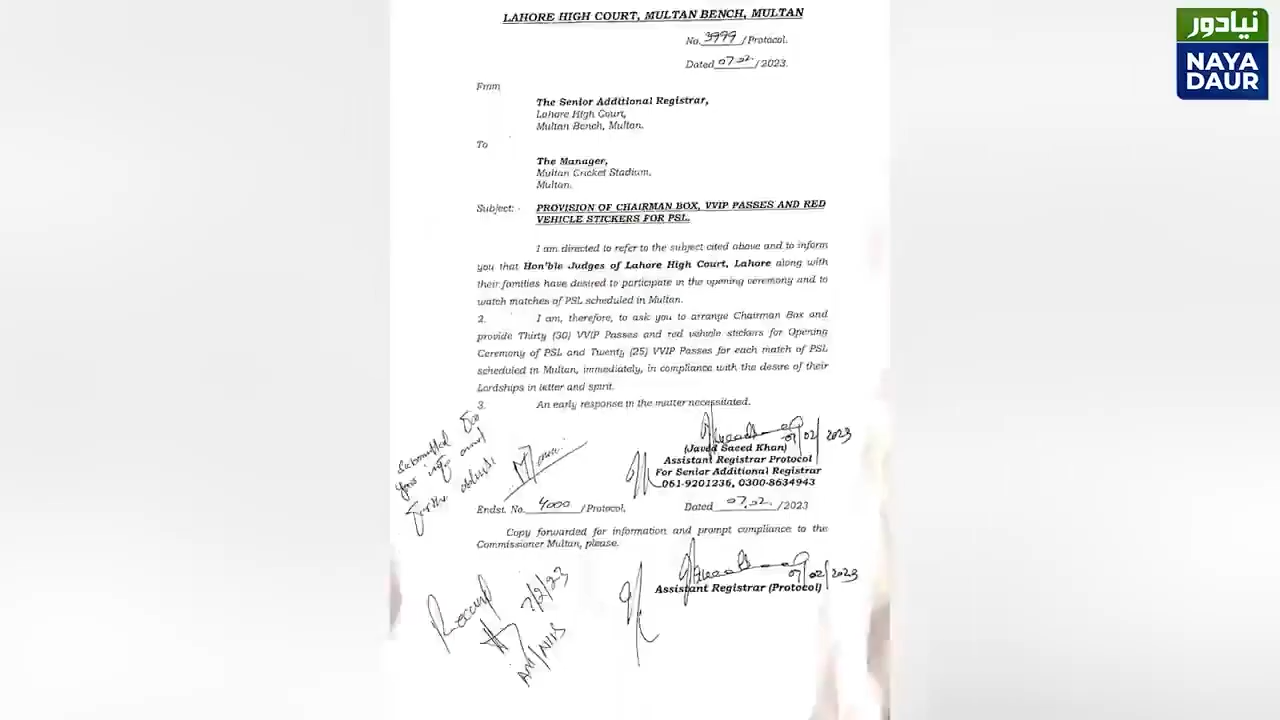 LAHORE HIGH COURT, MULTAN BENCH, MULTAN
نیادور
NAYA
DAUR
No. 3999 /Protocol.
Dated 07.02. / 2023.
From
The Senior Additional Registrar,
Lahore High Court,
Multan Bench, Multan.
To
The Manager,
Multan Cricket Stadium,
Multan.
Subject: - PROVISION OF CHAIRMAN BOX, VVIP PASSES AND RED
VEHICLE STICKERS FOR PSL.
I am directed to refer to the subject cited above and to inform
you that Hon'ble Judges of Lahore High Court, Lahore along with
their families have desired to participate in the opening ceremony and to
watch matches of PSL scheduled in Multan.
2. I am, therefore, to ask you to arrange Chairman Box and
provide Thirty (30) VVIP Passes and red vehicle stickers for Opening
Ceremony of PSL and Twenty (25) VVIP Passes for each match of PSL
scheduled in Multan, immediately, in compliance with the desire of their
Lordships in letter and spirit.
3. An early response in the matter necessitated.
07/02/2023
(Javed Saeed Khan)
Assistant Registrar Protocol
For Senior Additional Registrar
061-9201236, 0300-8634943
Submitted for
your info and
further
Endst. No. 4000 /Protocol, Dated 07.02. /2023
Copy forwarded for information and prompt compliance to the
Commissioner Multan, please.
07/02/2023
Assistant Registrar (Protocol)
7/2/23